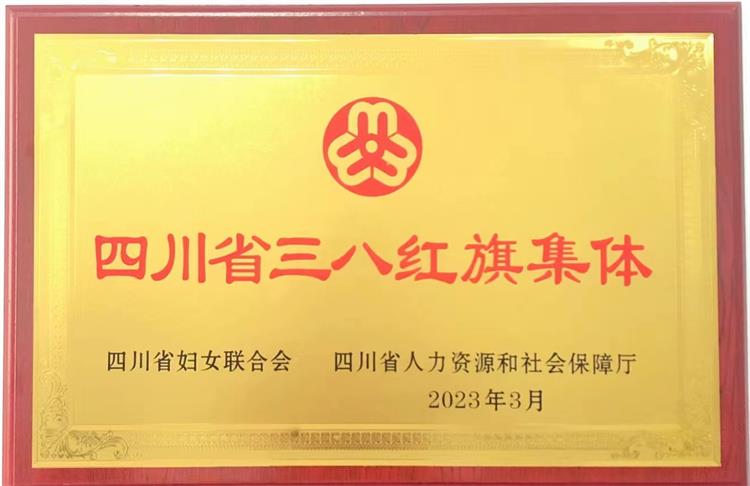 四川省三八红旗集体
四川省妇女联合会 四川省人力资源和社会保障厅
2023年3月